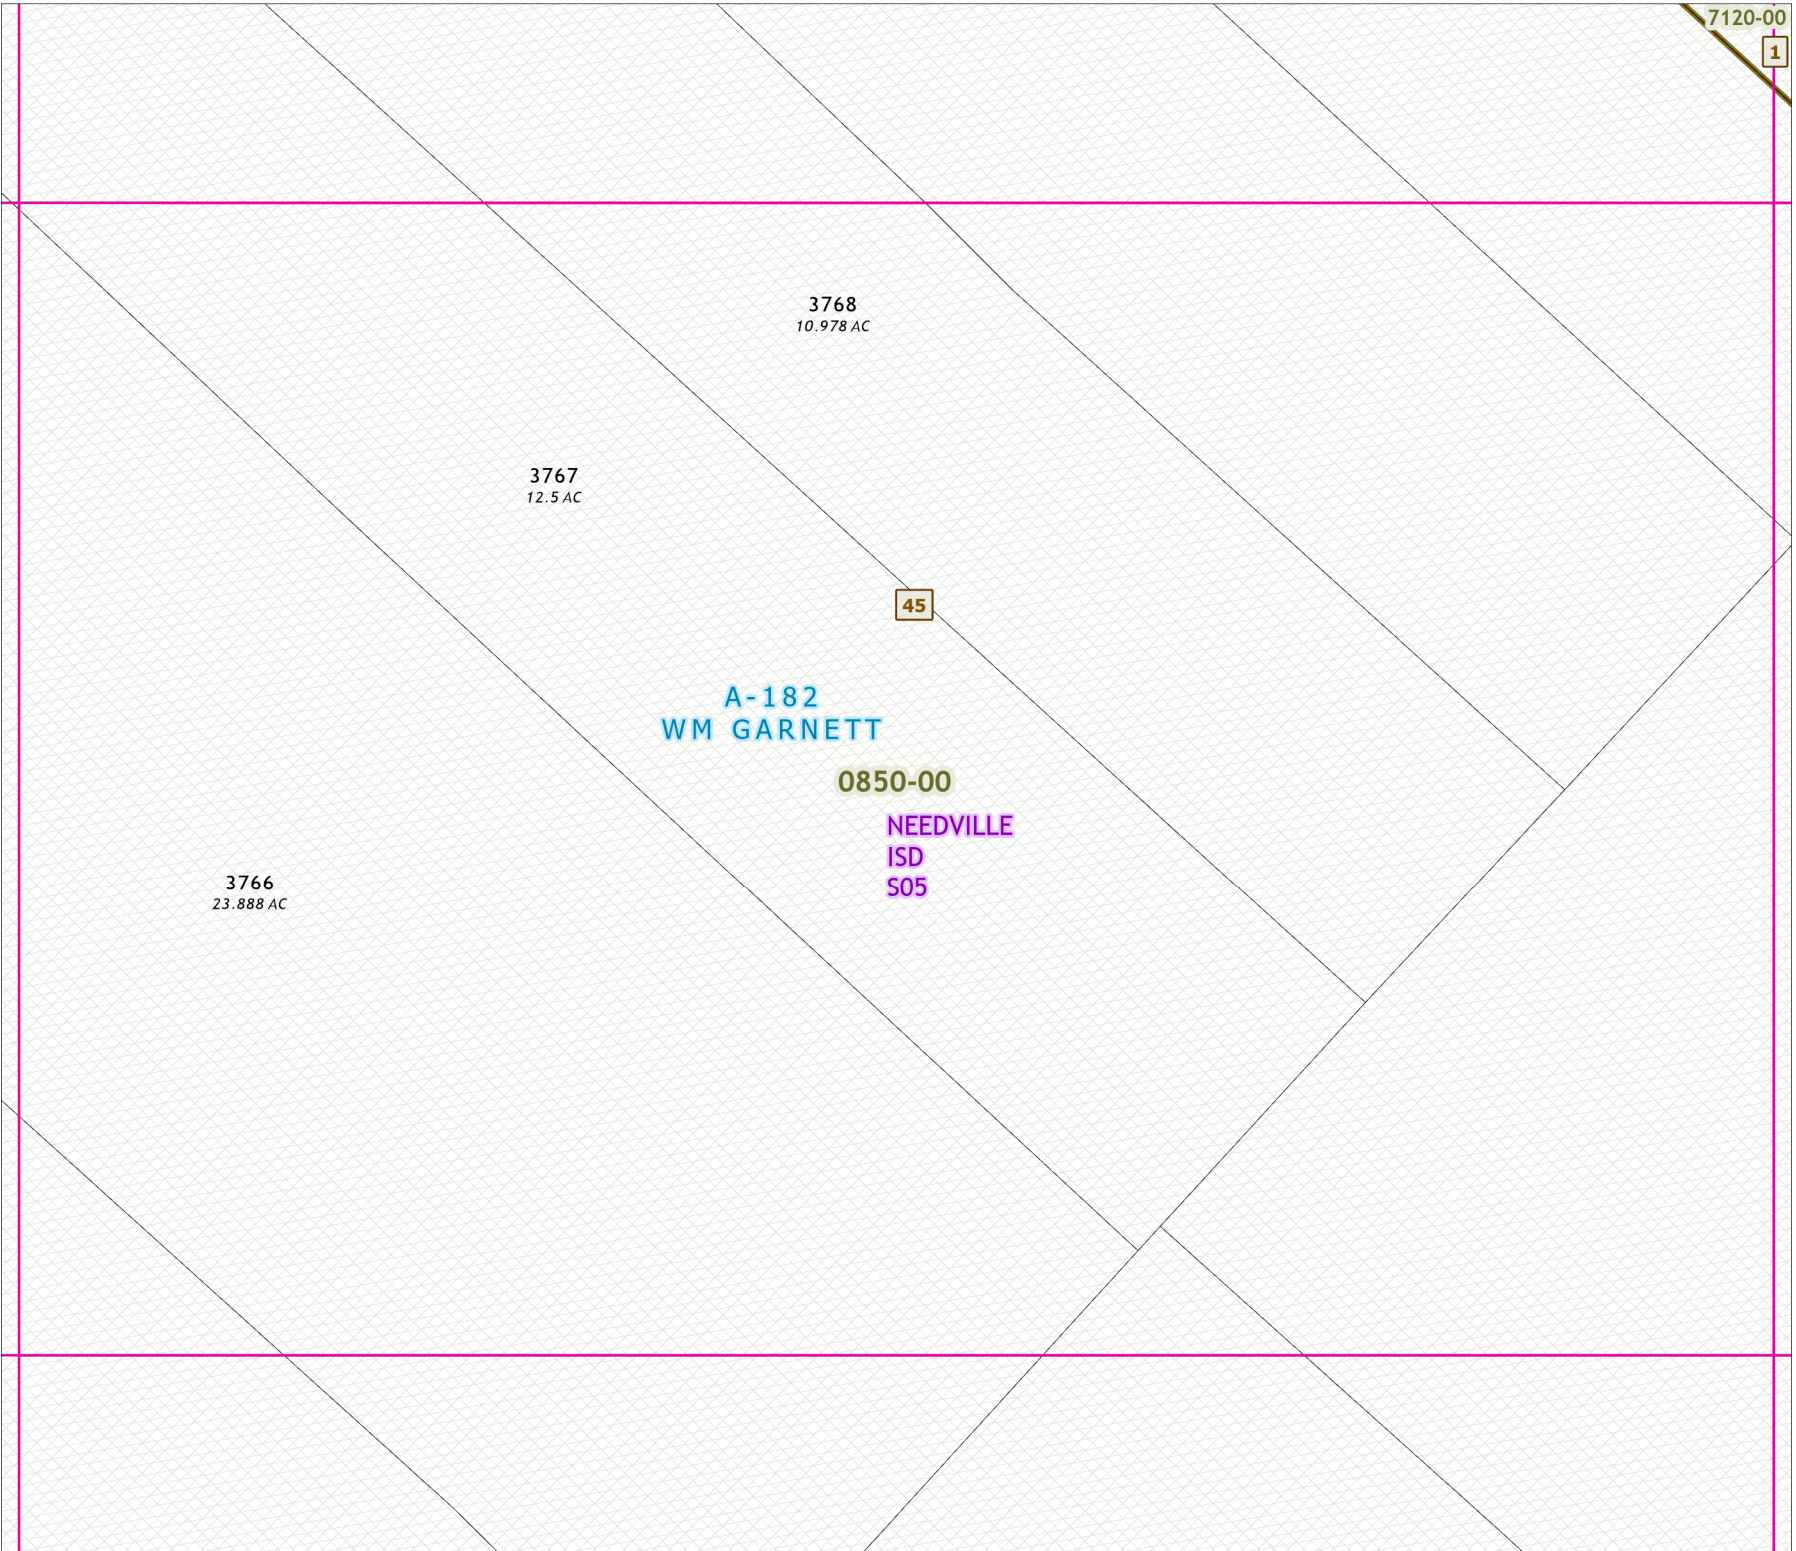 7120-00
1
3768
10.978 AC
3767
12.5 AC
45
A-182
WM GARNETT
0850-00
NEEDVILLE
ISD
S05
3766
23.888 AC